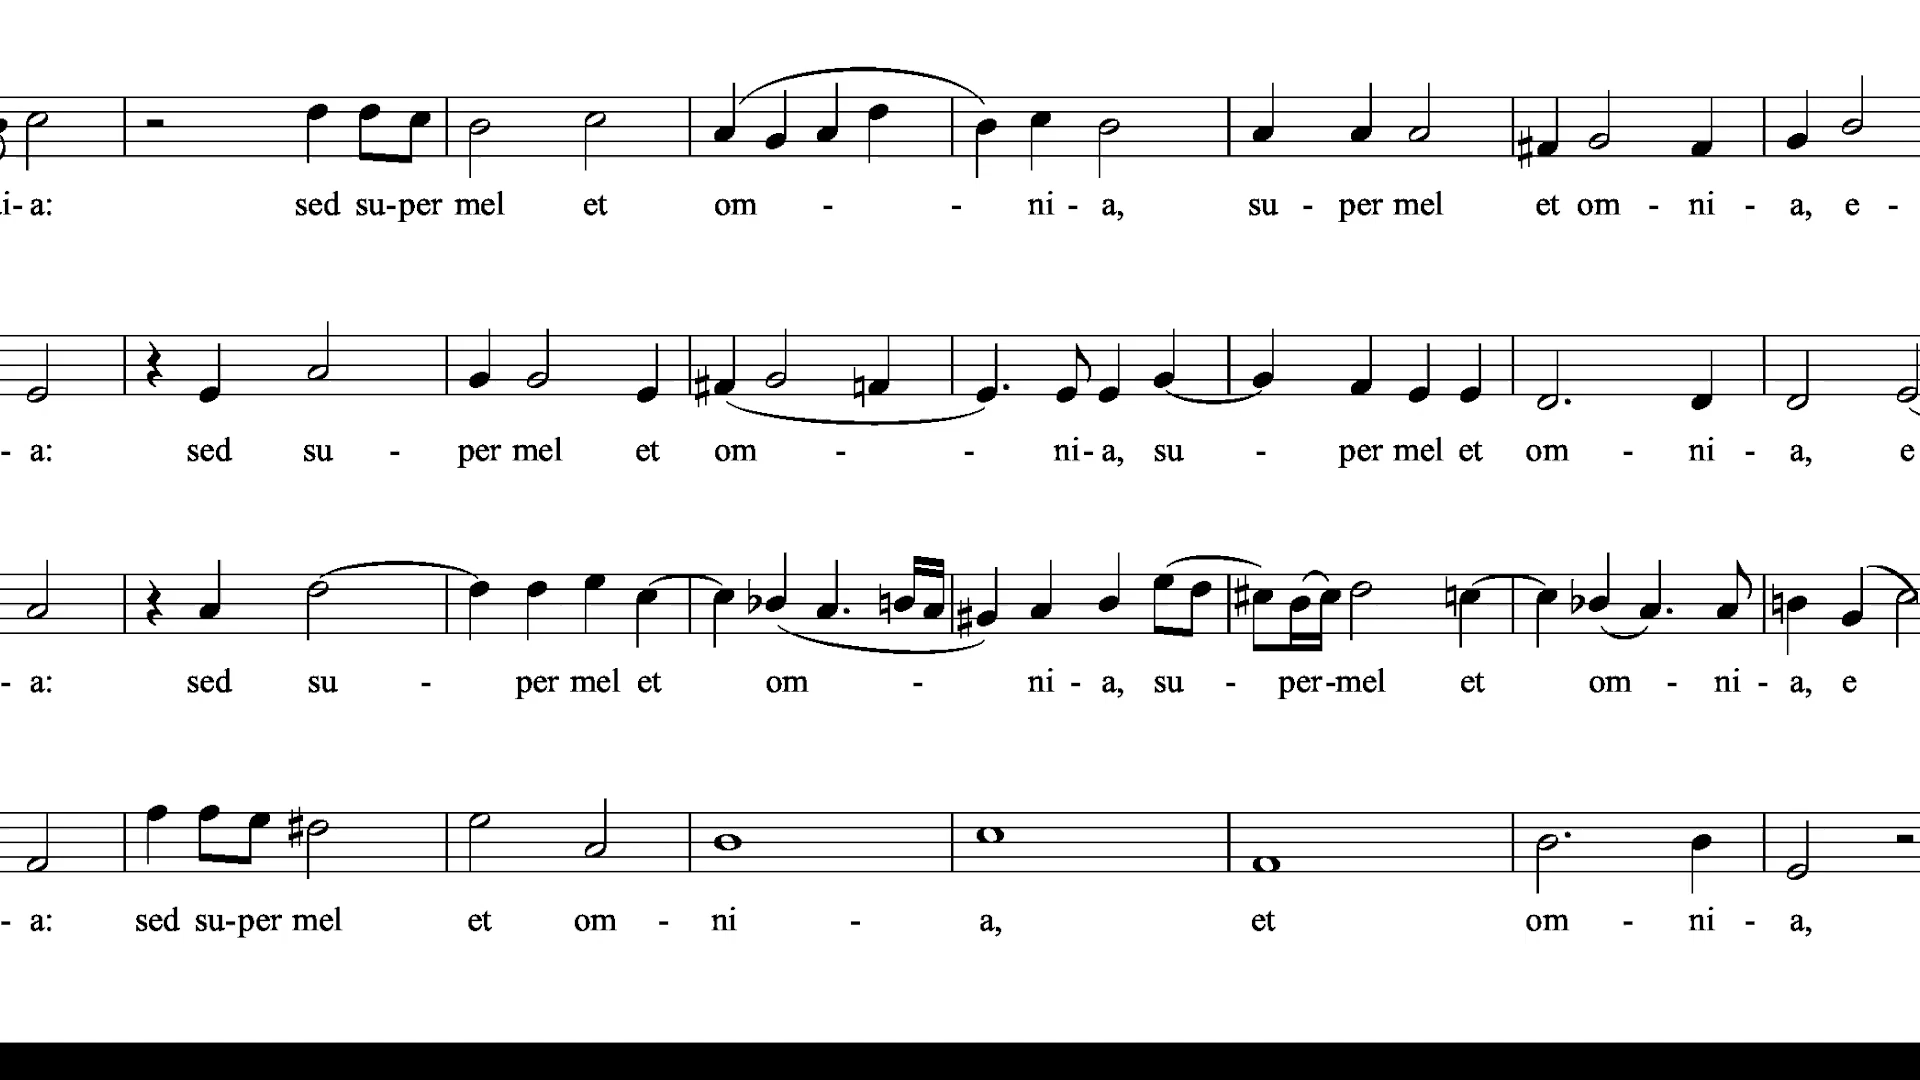 i- a: sed su-per mel et om - - ni - a, su - per mel et om - ni - a, e -
- a: sed su - per mel et om - - ni- a, su - per mel et om - ni - a, e
- a: sed su - per mel et om - ni - a, su - per-mel et om - ni - a, e
- a: sed su-per mel et om - ni - a, et om - ni - a,